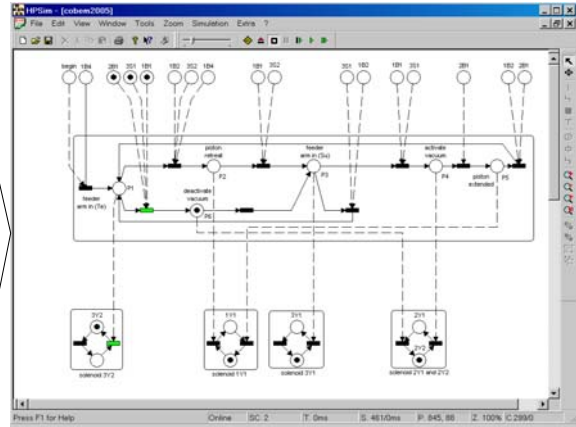 HPSim - [cobem2005]
File Edit View Window Tools Zoom Simulation Extra ?
begin 1B4 2B1 3S1 1B1 1B2 3S2 1B4 1B1 3S2 3S1 1B2 1B1 3S1 2B1 1B2 2B1
piston retreat
feeder arm in (Su)
activate vacuum
P1 P2 P3 P4 P5
feeder arm in (Ta)
deactivate vacuum
P6
piston extended
3Y2 1Y1 3Y1 2Y1
2Y2
solenoid 3Y2 solenoid 1Y1 solenoid 3Y1 solenoid 2Y1 and 2Y2
Press F1 for Help Online SC: 2 T: 0ms S: 461/0ms P: 845, 86 Z: 100% C:289/0